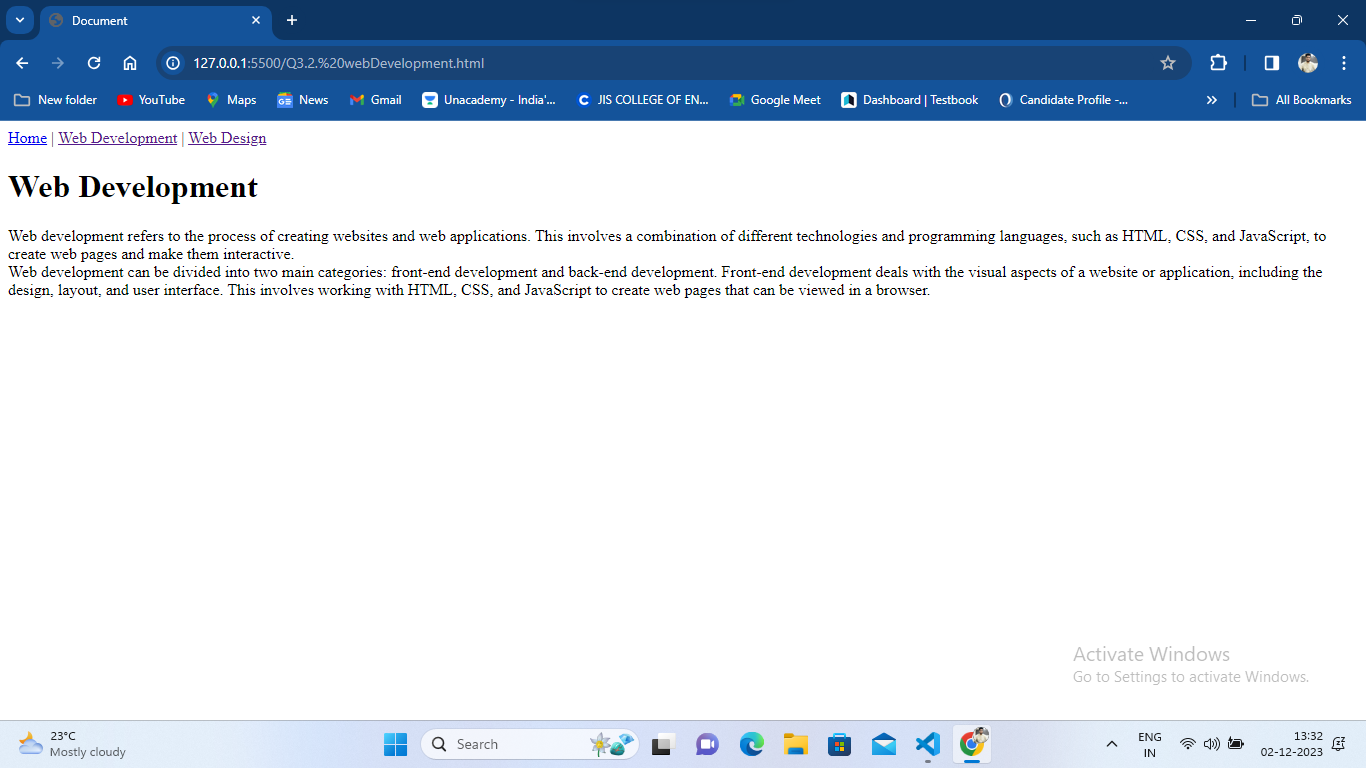 Document
127.0.0.1:5500/Q3.2.%20webDevelopment.html
New folder YouTube Maps News Gmail Unacademy - India'... JIS COLLEGE OF EN... Google Meet Dashboard | Testbook Candidate Profile -... All Bookmarks
Home | Web Development | Web Design
Web Development
Web development refers to the process of creating websites and web applications. This involves a combination of different technologies and programming languages, such as HTML, CSS, and JavaScript, to
create web pages and make them interactive.
Web development can be divided into two main categories: front-end development and back-end development. Front-end development deals with the visual aspects of a website or application, including the
design, layout, and user interface. This involves working with HTML, CSS, and JavaScript to create web pages that can be viewed in a browser.
Activate Windows
Go to Settings to activate Windows.
23°C
Mostly cloudy
Search
ENG
IN
13:32
02-12-2023